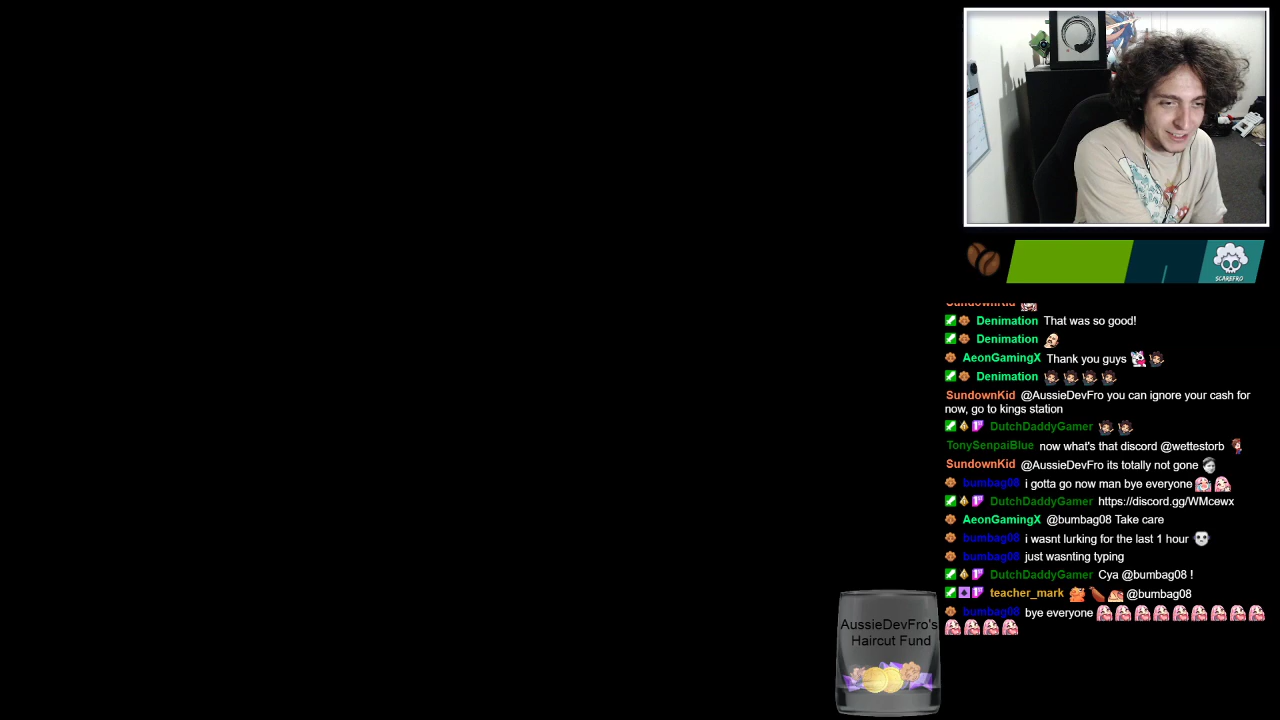 SCAREFRO
SundownKid
Denimation That was so good!
Denimation
AeonGamingX Thank you guys
Denimation
SundownKid @AussieDevFro you can ignore your cash for
now, go to kings station
DutchDaddyGamer
TonySenpaiBlue now what's that discord @wettestorb
SundownKid @AussieDevFro its totally not gone
bumbag08 i gotta go now man bye everyone
DutchDaddyGamer https://discord.gg/WMcewx
AeonGamingX @bumbag08 Take care
bumbag08 i wasnt lurking for the last 1 hour
bumbag08 just wasnting typing
DutchDaddyGamer Cya @bumbag08 !
teacher_mark @bumbag08
bumbag08 bye everyone
AussieDevFro's
Haircut Fund